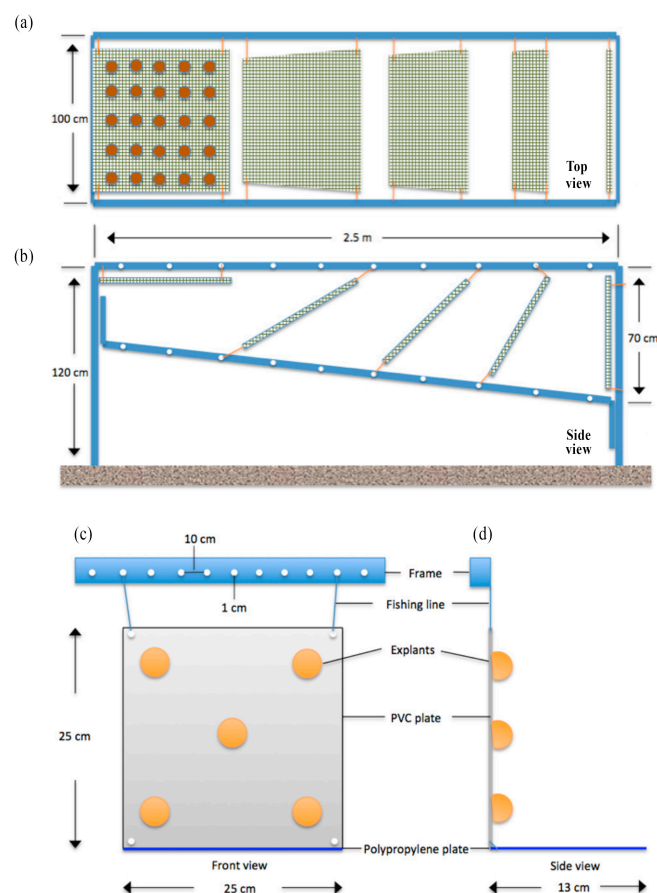 (a)
100 cm
Top
view
2.5 m
(b)
120 cm
70 cm
Side
view
(c)
(d)
10 cm
Frame
1 cm
Fishing line
Explants
25 cm
PVC plate
Polypropylene plate
Front view
Side view
25 cm
13 cm